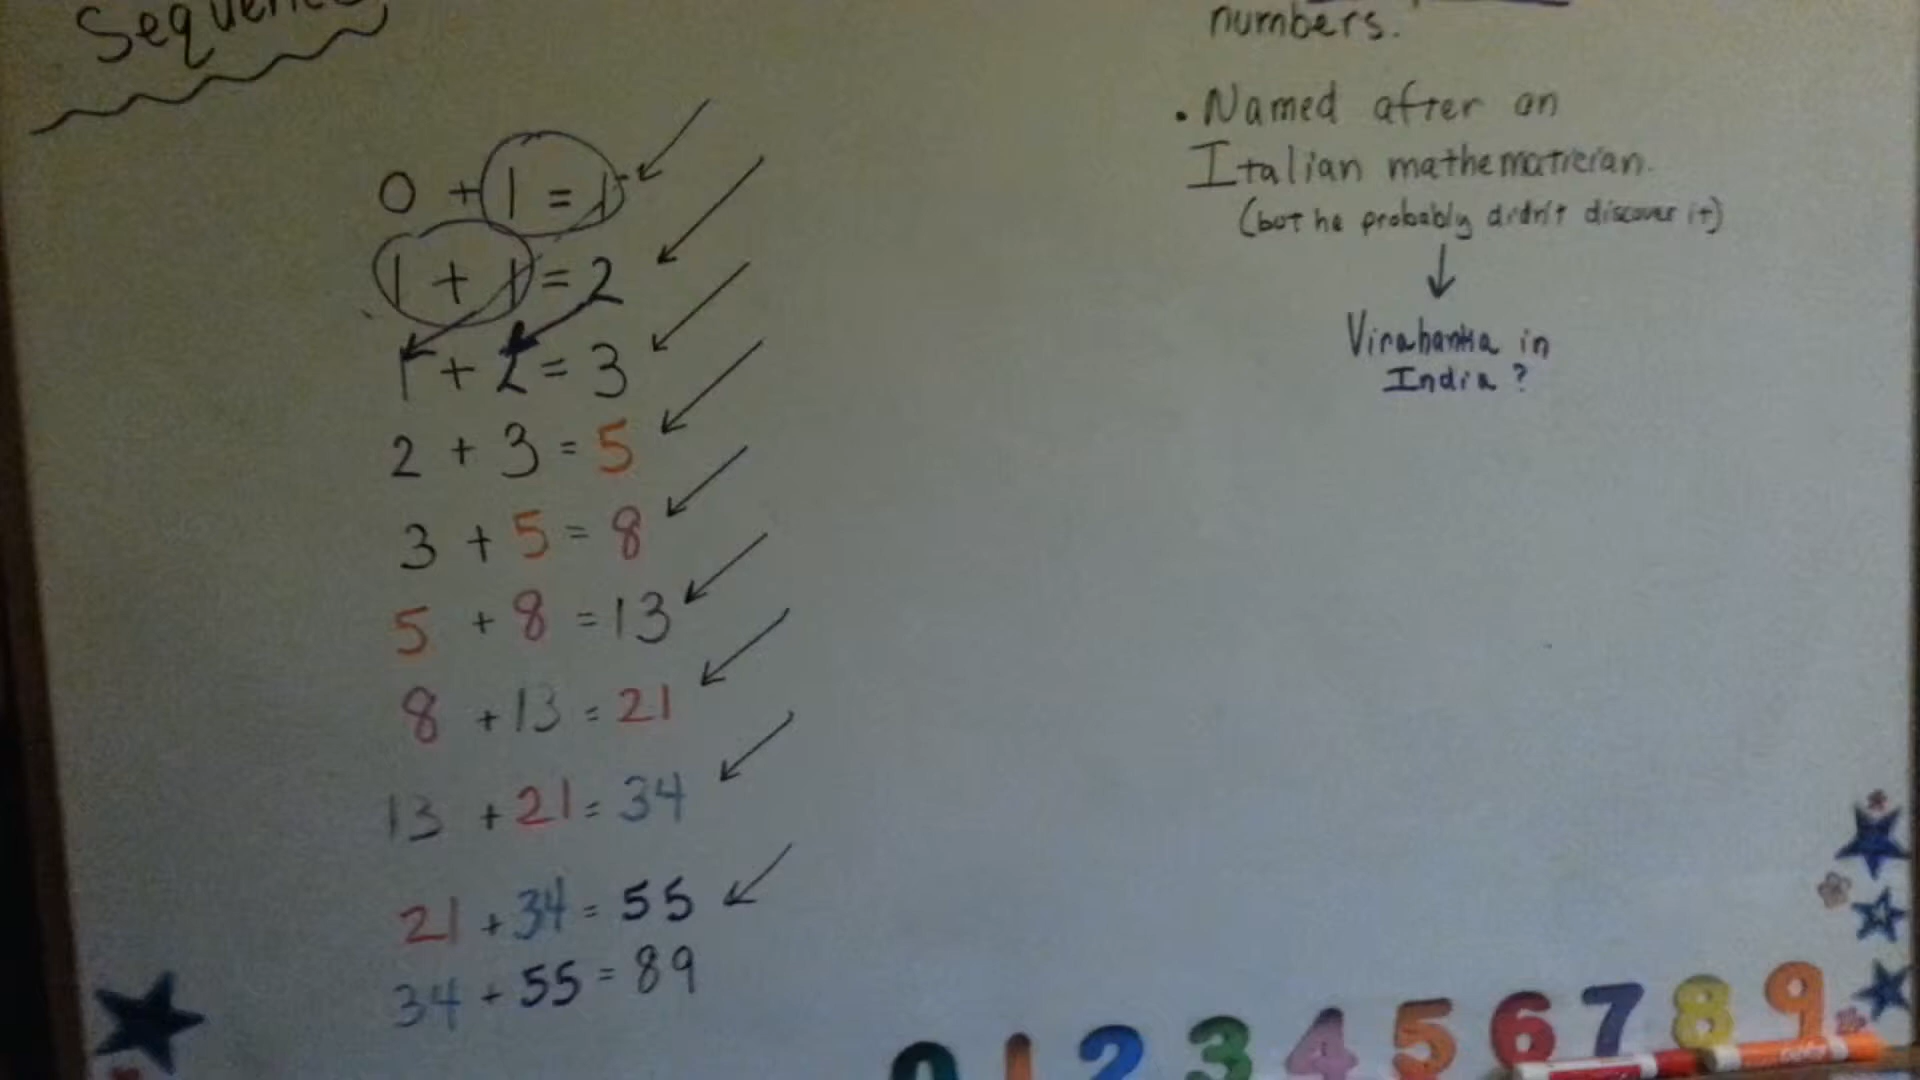 Sequence
0 + 1 = 1
1 + 1 = 2
1 + 2 = 3
2 + 3 = 5
3 + 5 = 8
5 + 8 = 13
8 + 13 = 21
13 + 21 = 34
21 + 34 = 55
34 + 55 = 89
numbers.
• Named after an
Italian mathematician.
(but he probably didn't discover it)
Virahanka in
India?
0 1 2 3 4 5 6 7 8 9